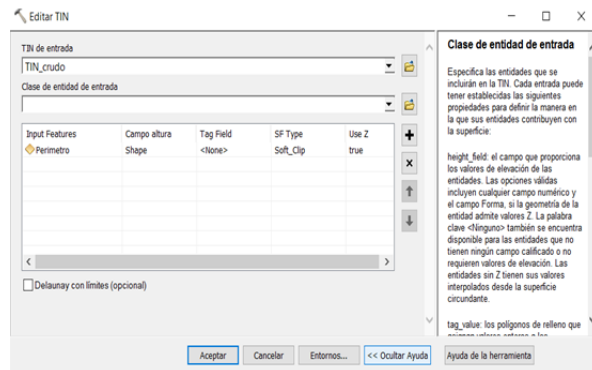 Editar TIN
TIN de entrada
TIN_crudo
Clase de entidad de entrada
Input Features Campo altura Tag Field SF Type Use Z
Perimetro Shape <None> Soft_Clip true
Delaunay con límites (opcional)
Aceptar Cancelar Entornos... << Ocultar Ayuda Ayuda de la herramienta
Clase de entidad de entrada
Especifica las entidades que se
incluirán en la TIN. Cada entrada puede
tener establecidas las siguientes
propiedades para definir la manera en
la que sus entidades contribuyen con
la superficie:
height_field: el campo que proporciona
los valores de elevación de las
entidades. Las opciones válidas
incluyen cualquier campo numérico y
el campo Forma, si la geometría de la
entidad admite valores Z. La palabra
clave <Ninguno> también se encuentra
disponible para las entidades que no
tienen ningún campo calificado o no
requieren valores de elevación. Las
entidades sin Z tienen sus valores
interpolados desde la superficie
circundante.
tag_value: los polígonos de relleno que